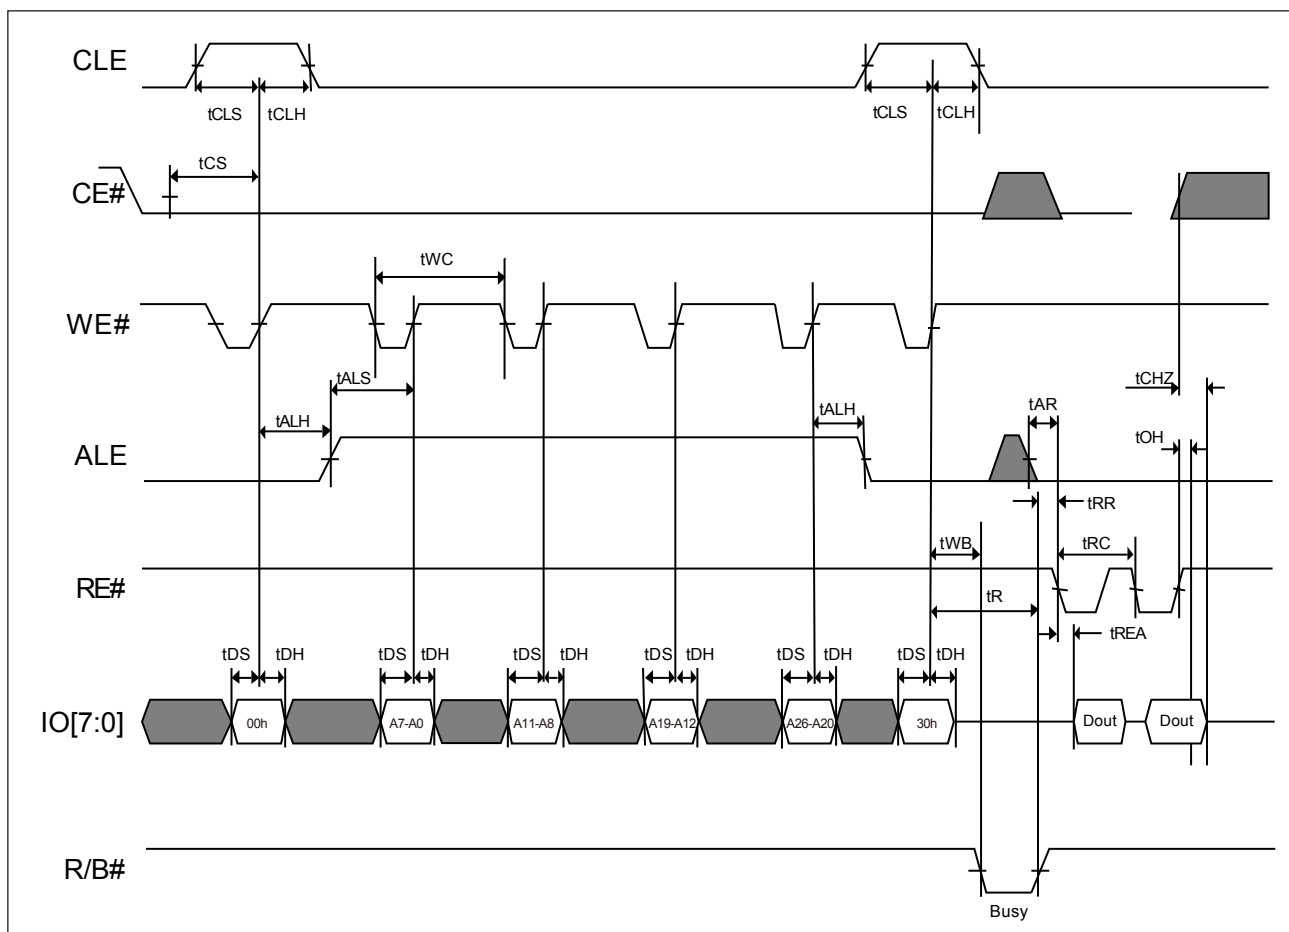 CLE
tCLS tCLH tCLS tCLH
tCS
CE#
tWC
WE#
tALS tCHZ
tALH tALH tAR
ALE tOH
tRR
tWB tRC
RE# tR
tREA
tDS tDH tDS tDH tDS tDH tDS tDH tDS tDH tDS tDH
IO[7:0] 00h A7-A0 A11-A8 A19-A12 A26-A20 30h Dout Dout
R/B#
Busy